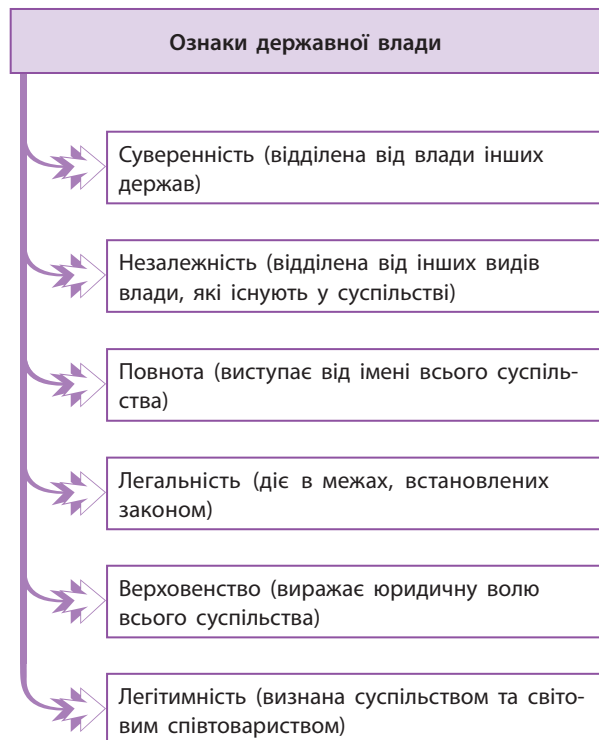 Ознаки державної влади
Суверенність (відділена від влади інших
держав)
Незалежність (відділена від інших видів
влади, які існують у суспільстві)
Повнота (виступає від імені всього суспіль-
ства)
Легальність (діє в межах, встановлених
законом)
Верховенство (виражає юридичну волю
всього суспільства)
Легітимність (визнана суспільством та світо-
вим співтовариством)